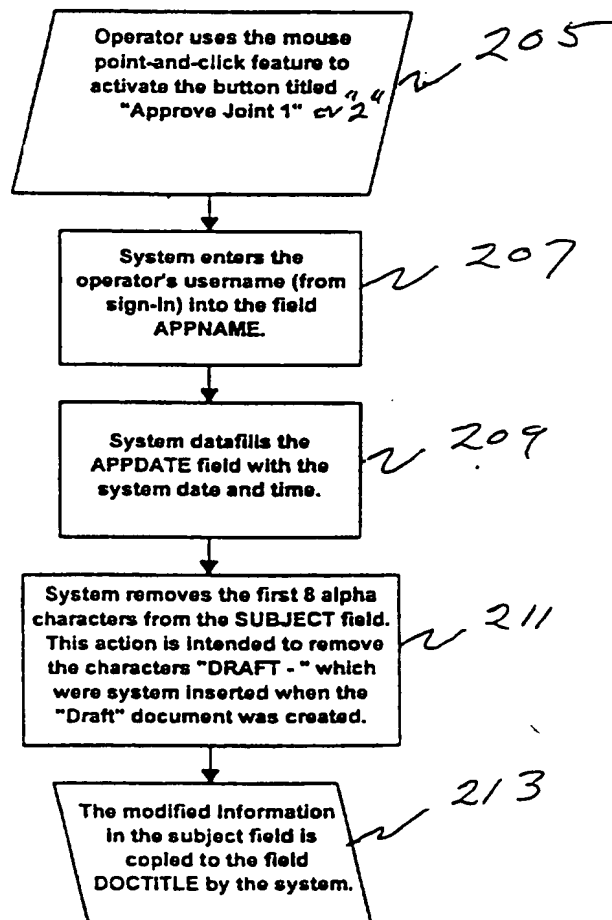 Operator uses the mouse
point-and-click feature to
activate the button titled
"Approve Joint 1" or "2"
205
System enters the
operator's username (from
sign-in) into the field
APPNAME.
207
System datafills the
APPDATE field with the
system date and time.
209
System removes the first 8 alpha
characters from the SUBJECT field.
This action is intended to remove
the characters "DRAFT - " which
were system inserted when the
"Draft" document was created.
211
The modified information
in the subject field is
copied to the field
DOCTITLE by the system.
213